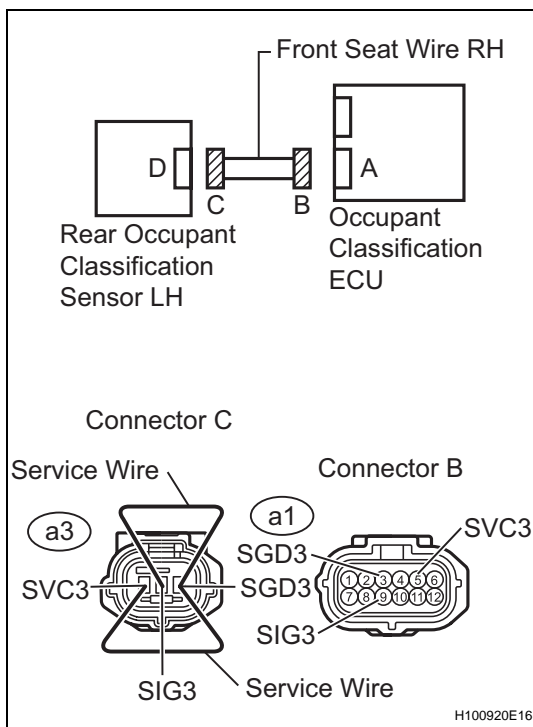 Front Seat Wire RH
D
C
B
A
Rear Occupant
Classification
Sensor LH
Occupant
Classification
ECU
Connector C
Service Wire
Connector B
a3
a1
SVC3
SGD3
SVC3
SGD3
SIG3
SIG3
Service Wire
1 2 3 4 5 6
7 8 9 10 11 12
H100920E16